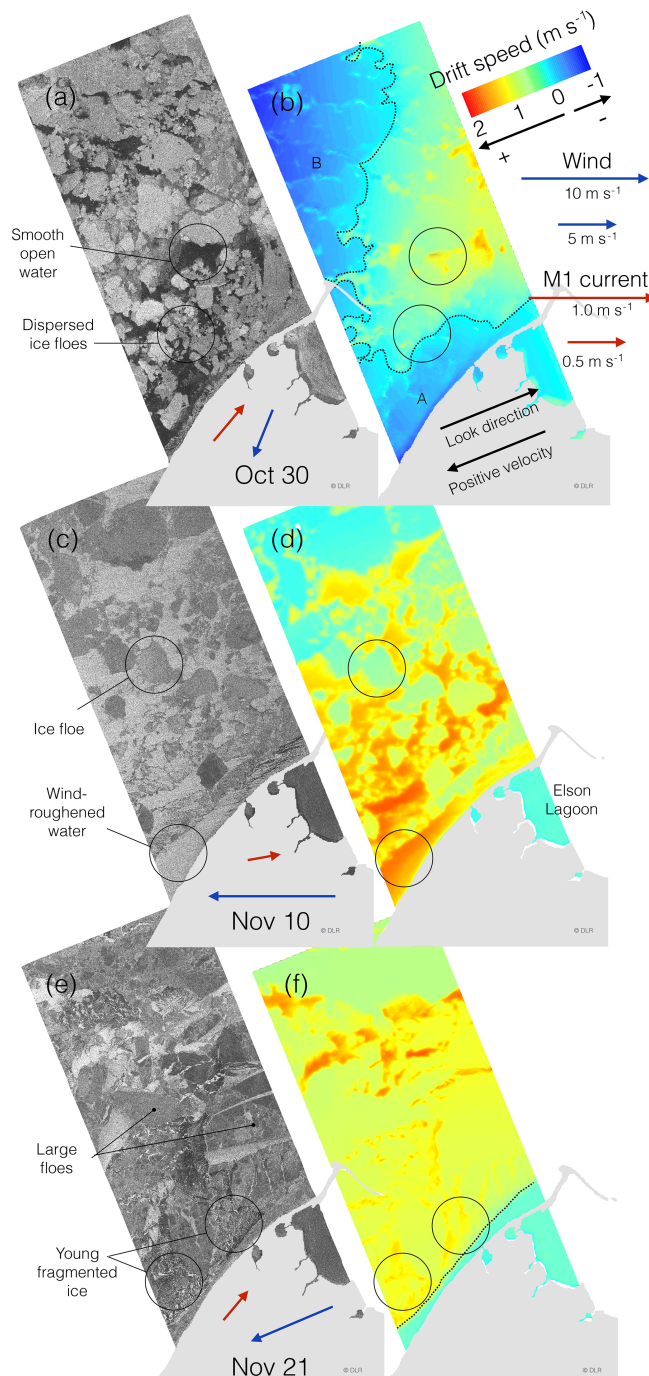 (a)
(b)
Drift speed (m s⁻¹)
2
1
0
-1
+
-
Wind
10 m s⁻¹
5 m s⁻¹
M1 current
1.0 m s⁻¹
0.5 m s⁻¹
Smooth
open
water
Dispersed
ice floes
B
A
Look direction
Positive velocity
Oct 30
© DLR
© DLR
(c)
(d)
Ice floe
Wind-
roughened
water
Elson
Lagoon
Nov 10
© DLR
© DLR
(e)
(f)
Large
floes
Young
fragmented
ice
Nov 21
© DLR
© DLR